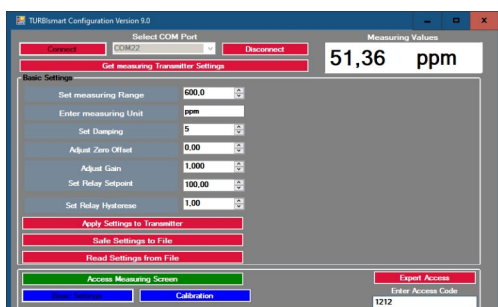 TURBIsmart Configuration Version 9.0
Select COM Port
Measuring Values
Connect
COM22
Disconnect
51,36 ppm
Get measuring Transmitter Settings
Basic Settings
Set measuring Range
600,0
Enter measuring Unit
ppm
Set Damping
5
Adjust Zero Offset
0,00
Adjust Gain
1,000
Set Relay Setpoint
100,00
Set Relay Hysterese
1,00
Apply Settings to Transmitter
Safe Settings to File
Read Settings from File
Access Measuring Screen
Expert Access
Basic Settings
Calibration
Enter Access Code
1212